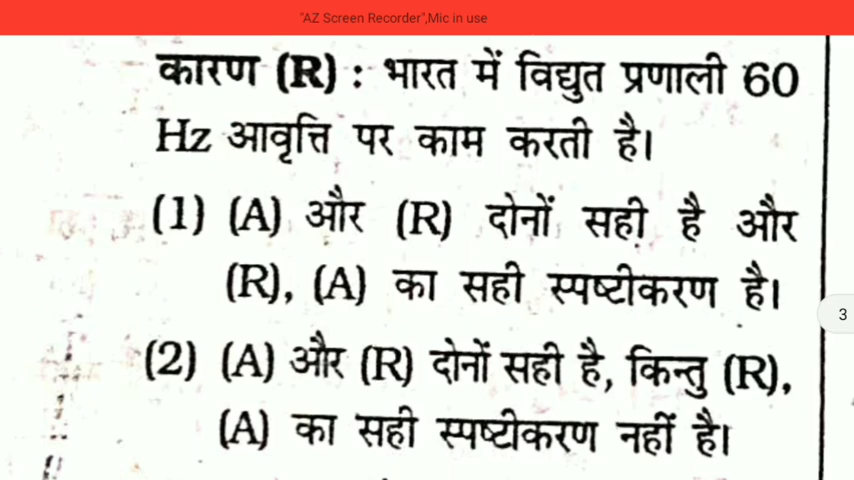 "AZ Screen Recorder",Mic in use
कारण (R) : भारत में विद्युत प्रणाली 60
Hz आवृत्ति पर काम करती है।
(1) (A) और (R) दोनों सही है और
(R), (A) का सही स्पष्टीकरण है।
3
(2) (A) और (R) दोनों सही है, किन्तु (R),
(A) का सही स्पष्टीकरण नहीं है।